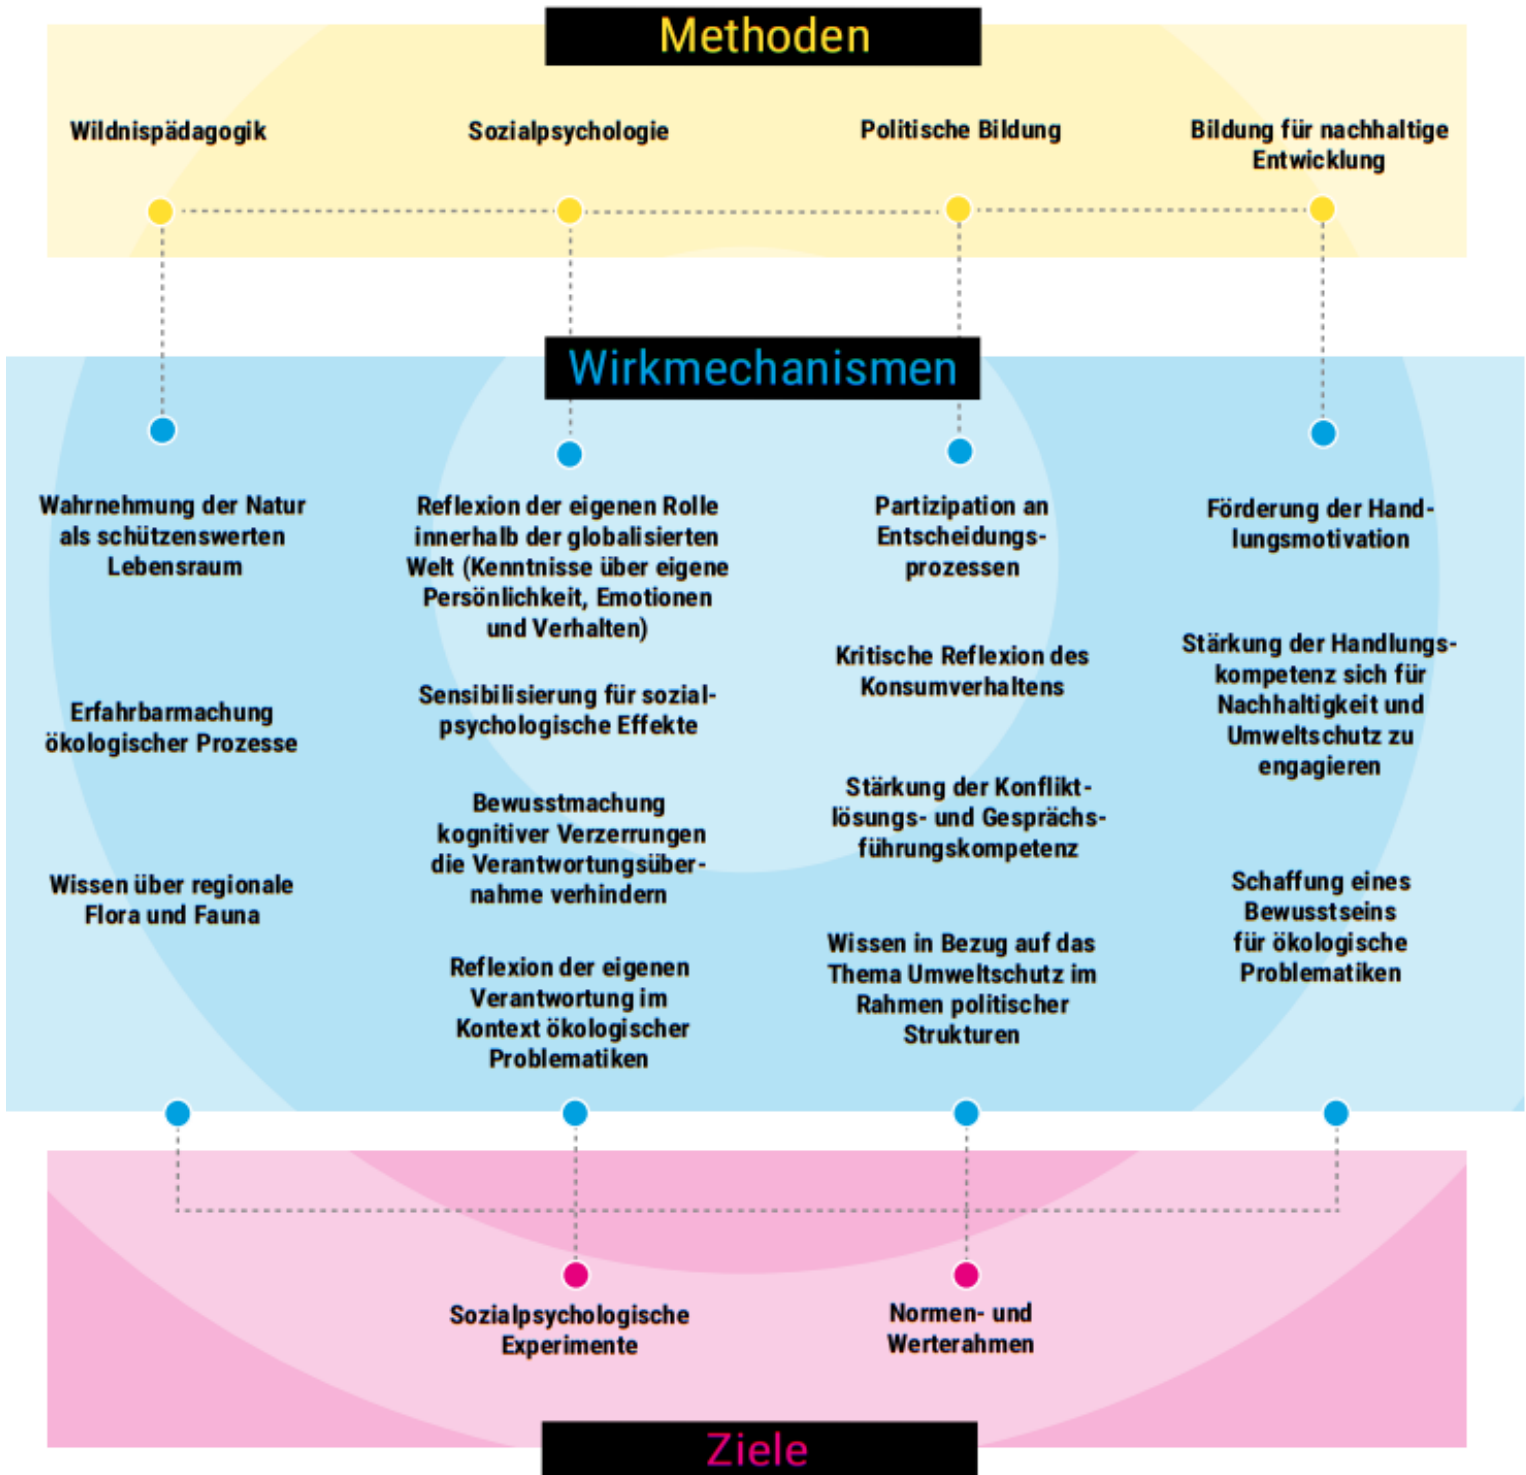 Methoden
Wildnispädagogik
Sozialpsychologie
Politische Bildung
Bildung für nachhaltige
Entwicklung
Wirkmechanismen
Wahrnehmung der Natur
als schützenswerten
Lebensraum
Erfahrbarmachung
ökologischer Prozesse
Wissen über regionale
Flora und Fauna
Reflexion der eigenen Rolle
innerhalb der globalisierten
Welt (Kenntnisse über eigene
Persönlichkeit, Emotionen
und Verhalten)
Sensibilisierung für sozial-
psychologische Effekte
Bewusstmachung
kognitiver Verzerrungen
die Verantwortungsüber-
nahme verhindern
Reflexion der eigenen
Verantwortung im
Kontext ökologischer
Problematiken
Partizipation an
Entscheidungs-
prozessen
Kritische Reflexion des
Konsumverhaltens
Stärkung der Konflikt-
lösungs- und Gesprächs-
führungskompetenz
Wissen in Bezug auf das
Thema Umweltschutz im
Rahmen politischer
Strukturen
Förderung der Hand-
lungsmotivation
Stärkung der Handlungs-
kompetenz sich für
Nachhaltigkeit und
Umweltschutz zu
engagieren
Schaffung eines
Bewusstseins
für ökologische
Problematiken
Sozialpsychologische
Experimente
Normen- und
Werterahmen
Ziele